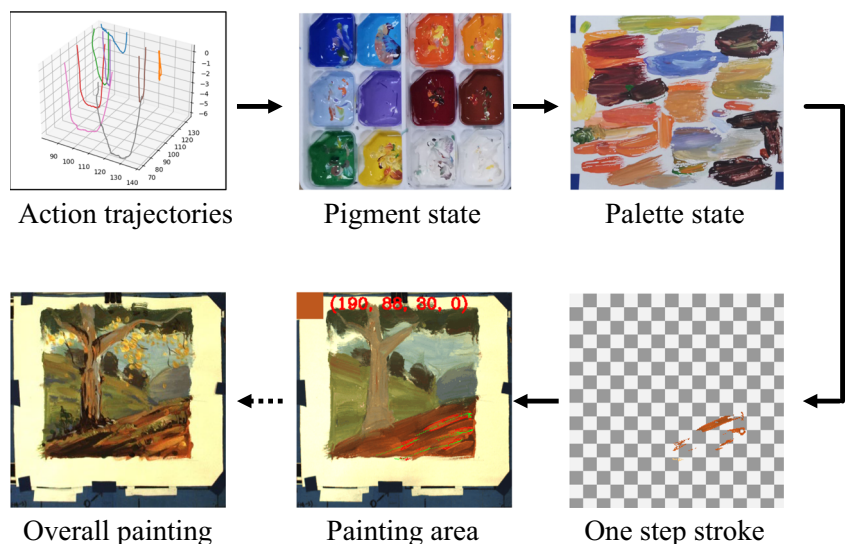 0
−1
−2
−3
−4
−5
−6
90
100
110
120
130
140
70
80
90
100
110
120
130
Action trajectories
Pigment state
Palette state
(190, 88, 30, 0)
Overall painting
Painting area
One step stroke